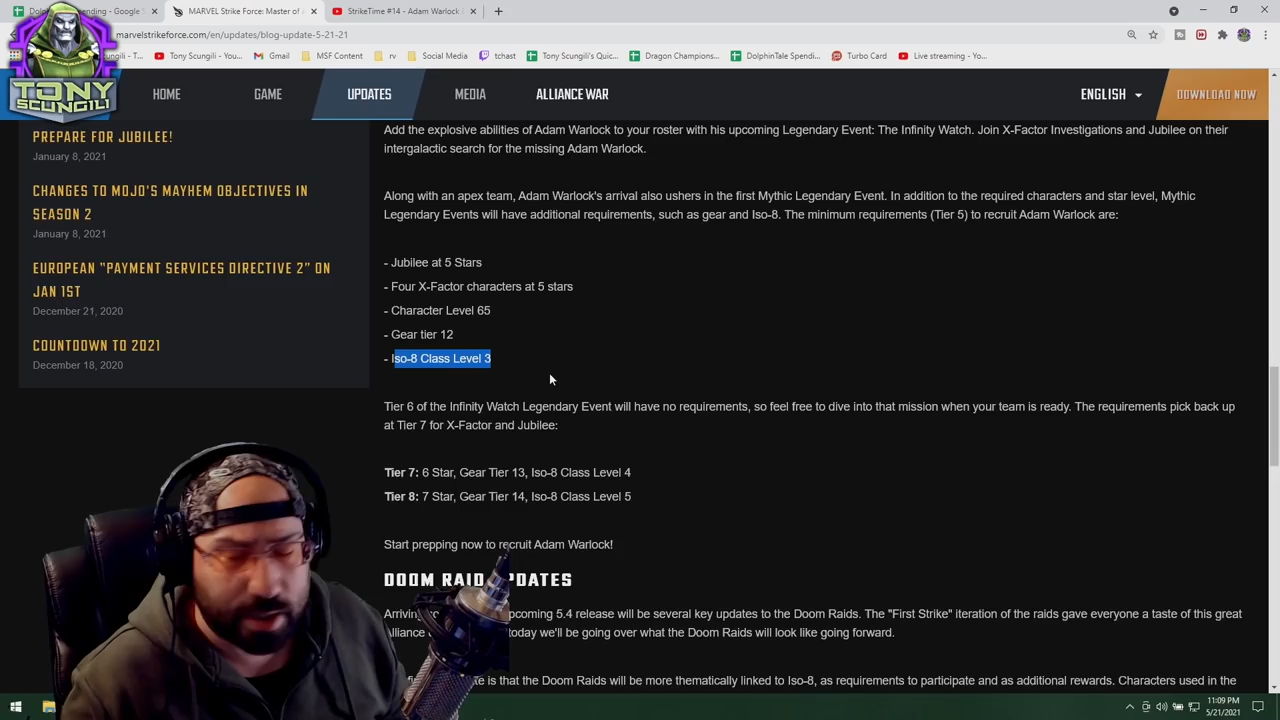 MARVEL Strike Force: Master of
StrikeTime #14 - Scungili Next
marvelstrikeforce.com/en/updates/blog-update-5-21-21
Tony Scungili - YouT...
Gmail
MSF Content
rv
Social Media
tchast
Tony Scungili's Quic...
Dragon Champions...
DolphinTale Spendi...
Turbo Card
Live streaming - Yo...
TONY
SCUNGILI
HOME
GAME
UPDATES
MEDIA
ALLIANCE WAR
ENGLISH
DOWNLOAD NOW
PREPARE FOR JUBILEE!
January 8, 2021
CHANGES TO MOJO'S MAYHEM OBJECTIVES IN
SEASON 2
January 8, 2021
EUROPEAN “PAYMENT SERVICES DIRECTIVE 2” ON
JAN 1ST
December 21, 2020
COUNTDOWN TO 2021
December 18, 2020
Add the explosive abilities of Adam Warlock to your roster with his upcoming Legendary Event: The Infinity Watch. Join X-Factor Investigations and Jubilee on their
intergalactic search for the missing Adam Warlock.
Along with an apex team, Adam Warlock's arrival also ushers in the first Mythic Legendary Event. In addition to the required characters and star level, Mythic
Legendary Events will have additional requirements, such as gear and Iso-8. The minimum requirements (Tier 5) to recruit Adam Warlock are:
- Jubilee at 5 Stars
- Four X-Factor characters at 5 stars
- Character Level 65
- Gear tier 12
- Iso-8 Class Level 3
Tier 6 of the Infinity Watch Legendary Event will have no requirements, so feel free to dive into that mission when your team is ready. The requirements pick back up
at Tier 7 for X-Factor and Jubilee:
Tier 7: 6 Star, Gear Tier 13, Iso-8 Class Level 4
Tier 8: 7 Star, Gear Tier 14, Iso-8 Class Level 5
Start prepping now to recruit Adam Warlock!
DOOM RAID UPDATES
Arriving upcoming 5.4 release will be several key updates to the Doom Raids. The "First Strike" iteration of the raids gave everyone a taste of this great
Alliance today we'll be going over what the Doom Raids will look like going forward.
is that the Doom Raids will be more thematically linked to Iso-8, as requirements to participate and as additional rewards. Characters used in the
11:09 PM
5/21/2021